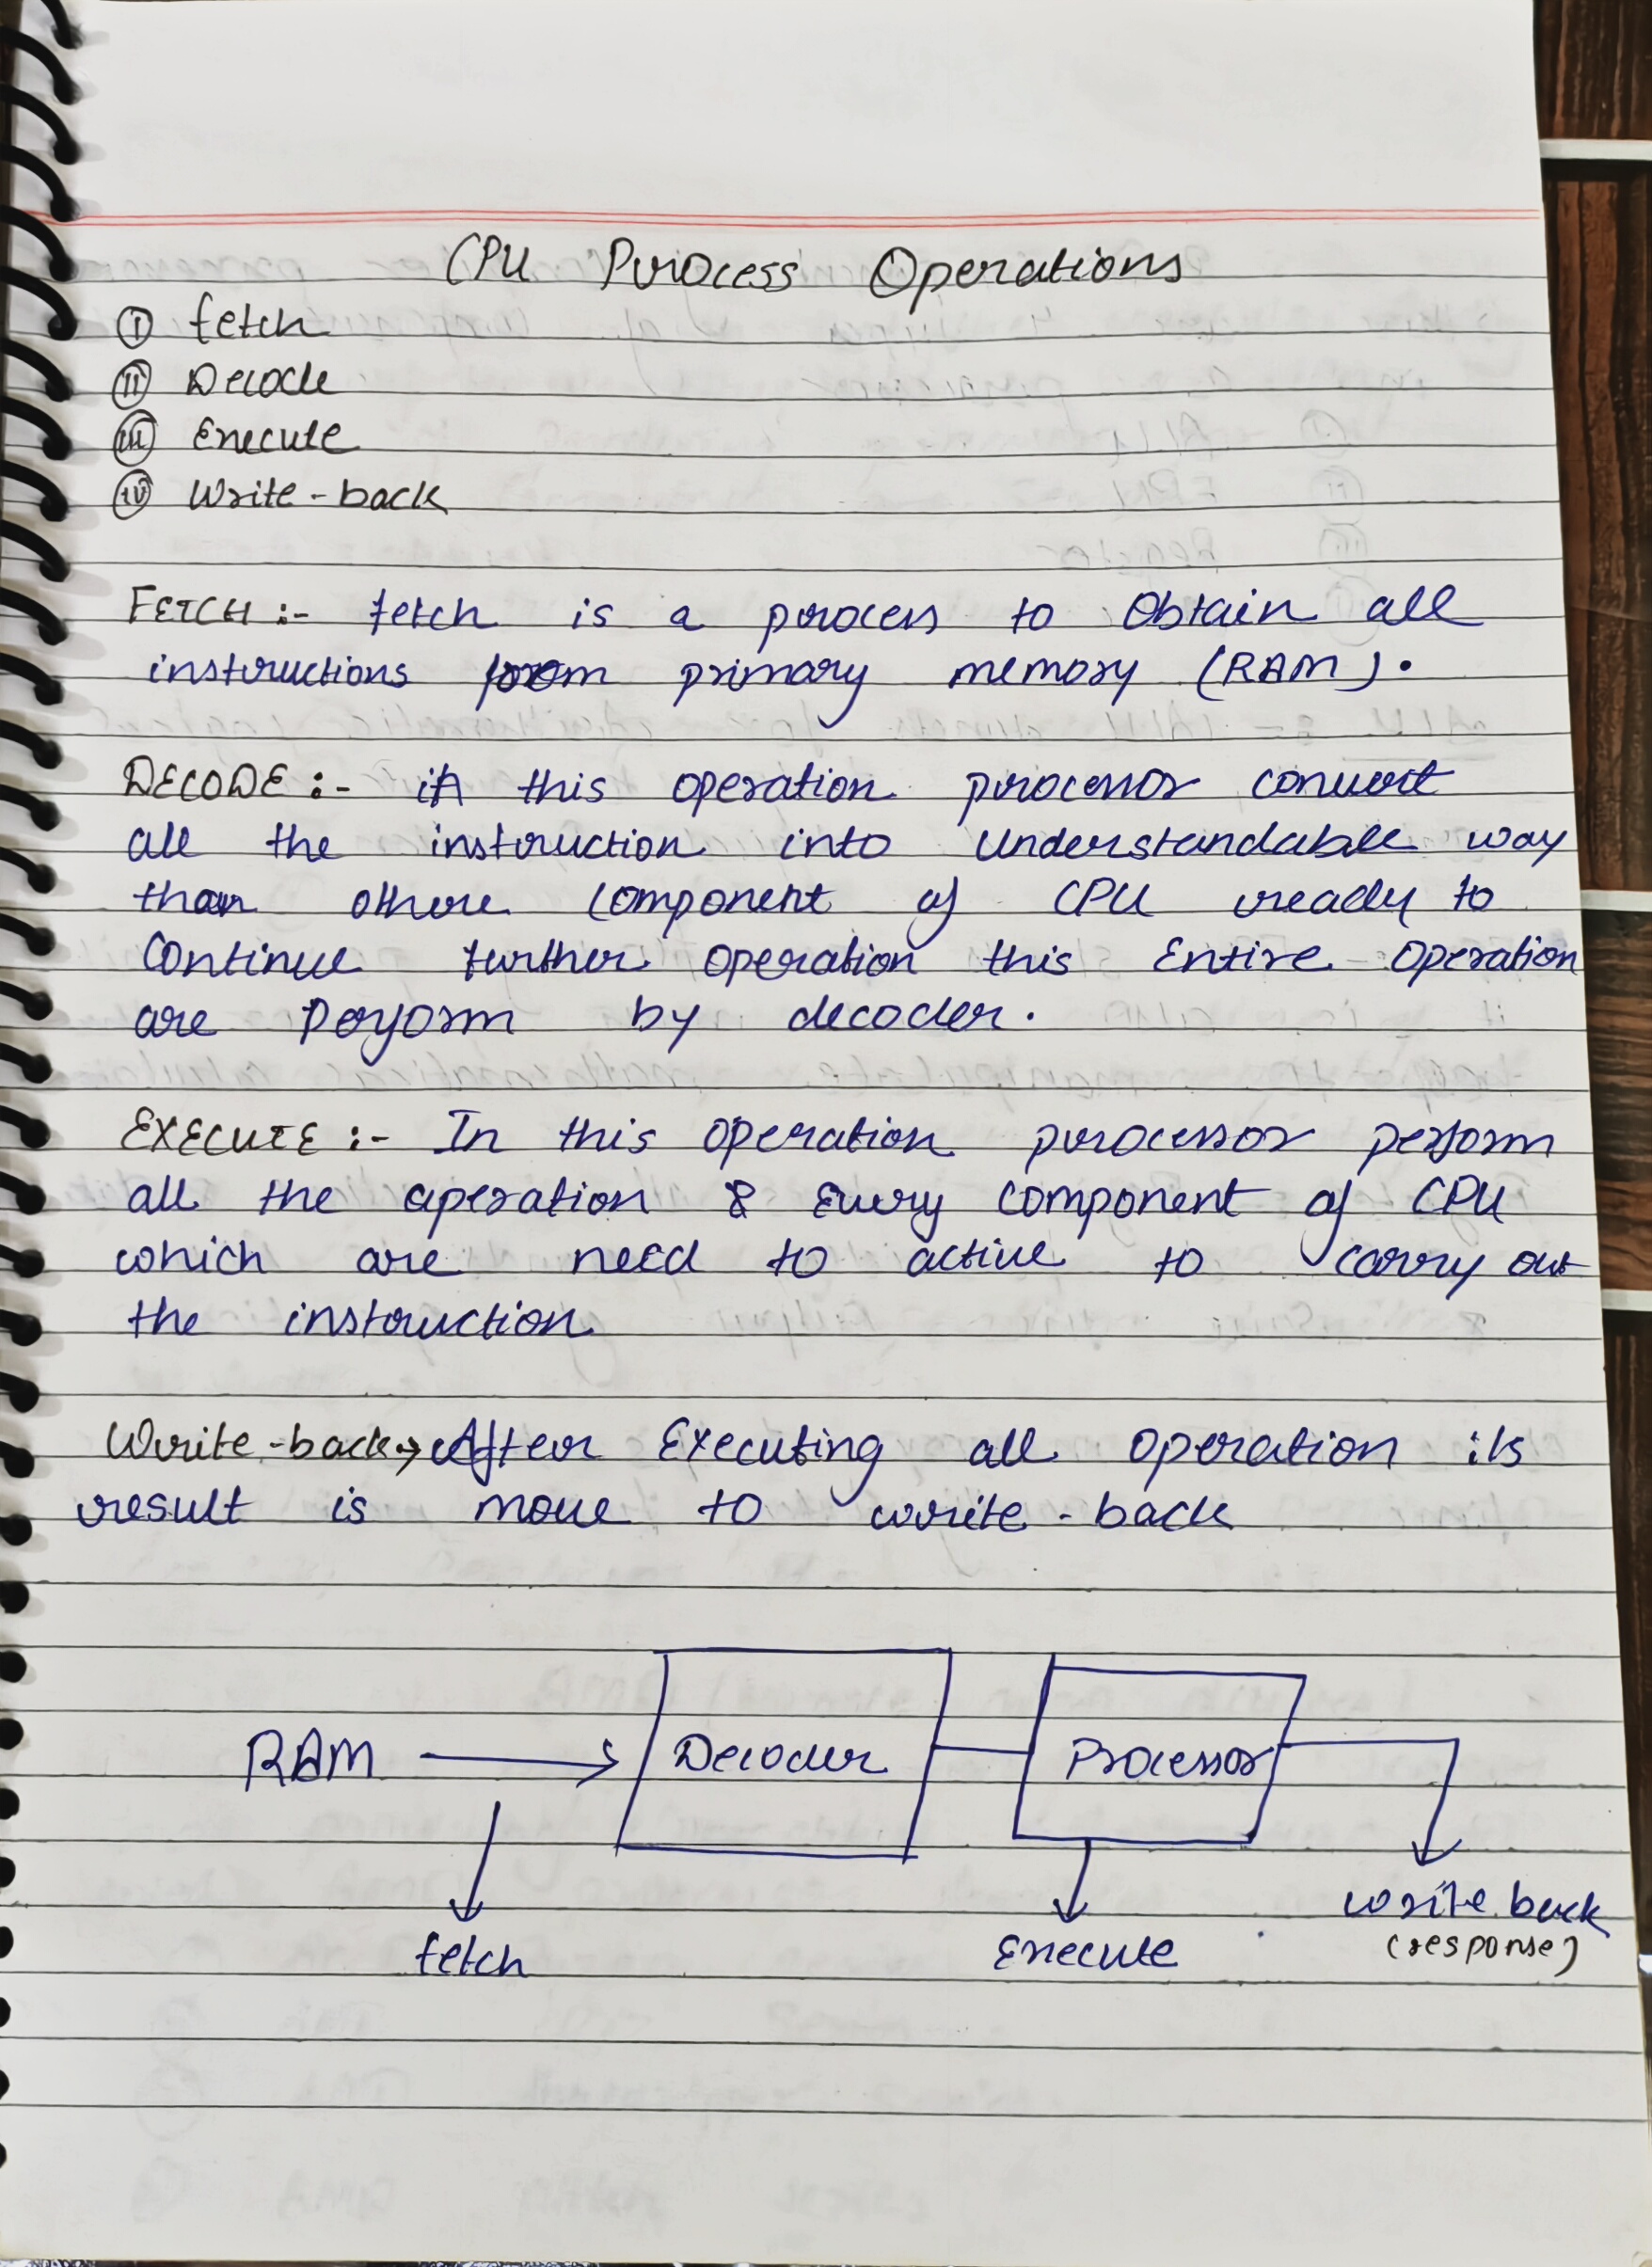 CPU Process Operations
(I) fetch
(II) Decode
(III) Execute
(IV) Write-back
FETCH :- fetch is a process to Obtain all
instructions from primary memory (RAM).
DECODE :- in this operation processor convert
all the instruction into understandable way
than othere component of CPU ready to
Continue further operation this Entire Operation
are Perform by decoder.
EXECUTE :- In this operation processor perform
all the operation & Every component of CPU
which are need to active to carry out
the instruction
Write-back→ After Executing all operation its
result is move to write-back
RAM → Decoder Processor
fetch Execute write back
(response)